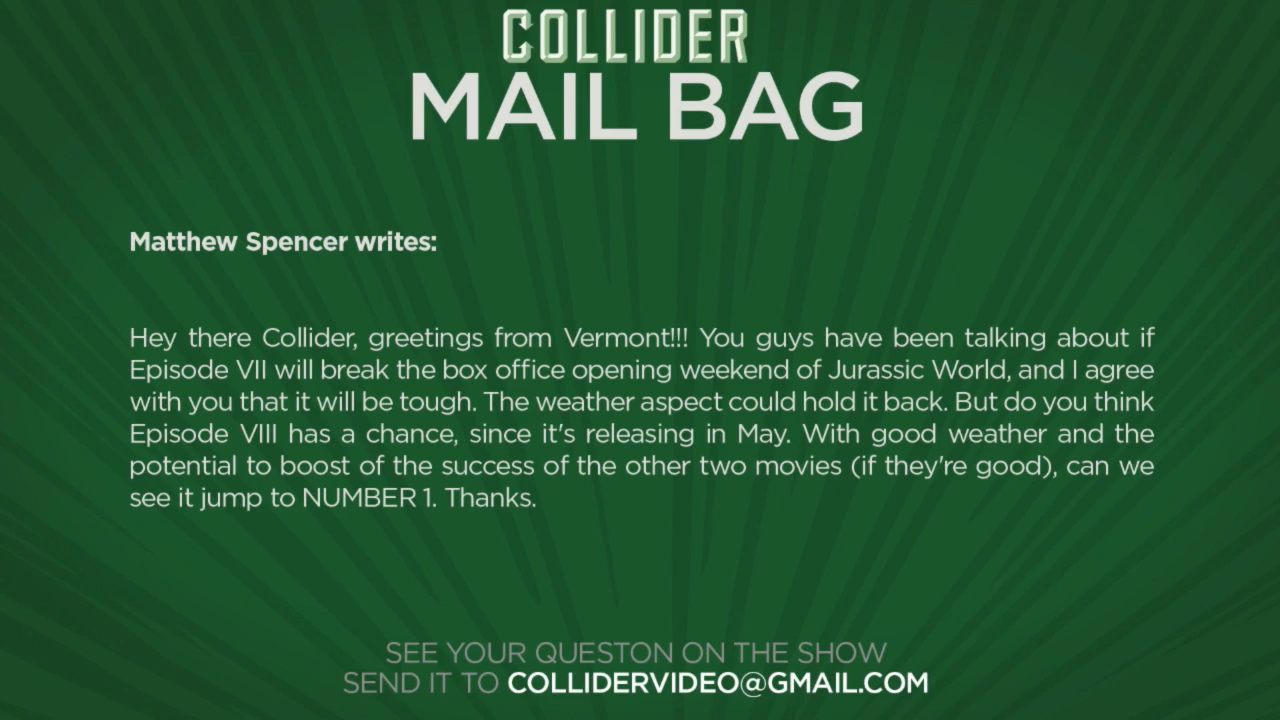 COLLIDER
MAIL BAG
Matthew Spencer writes:
Hey there Collider, greetings from Vermont!!! You guys have been talking about if
Episode VII will break the box office opening weekend of Jurassic World, and I agree
with you that it will be tough. The weather aspect could hold it back. But do you think
Episode VIII has a chance, since it's releasing in May. With good weather and the
potential to boost of the success of the other two movies (if they're good), can we
see it jump to NUMBER 1. Thanks.
SEE YOUR QUESTON ON THE SHOW
SEND IT TO COLLIDERVIDEO@GMAIL.COM